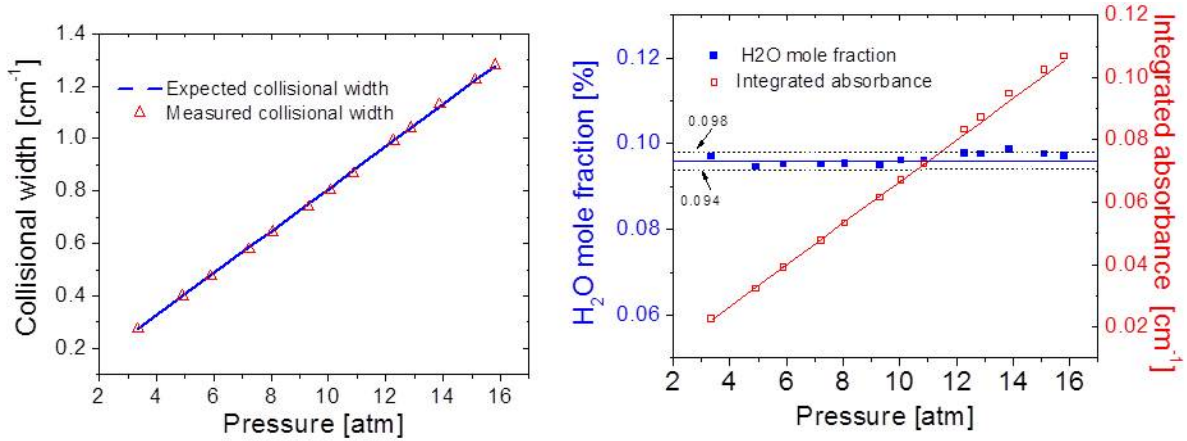 Collisional width [cm⁻¹]
1.4
1.2
1.0
0.8
0.6
0.4
0.2
Expected collisional width
Measured collisional width
2 4 6 8 10 12 14 16
Pressure [atm]
H₂O mole fraction [%]
0.12
0.10
0.08
0.06
H2O mole fraction
Integrated absorbance
0.098
0.094
2 4 6 8 10 12 14 16
Pressure [atm]
0.12
0.10
0.08
0.06
0.04
0.02
Integrated absorbance [cm⁻¹]